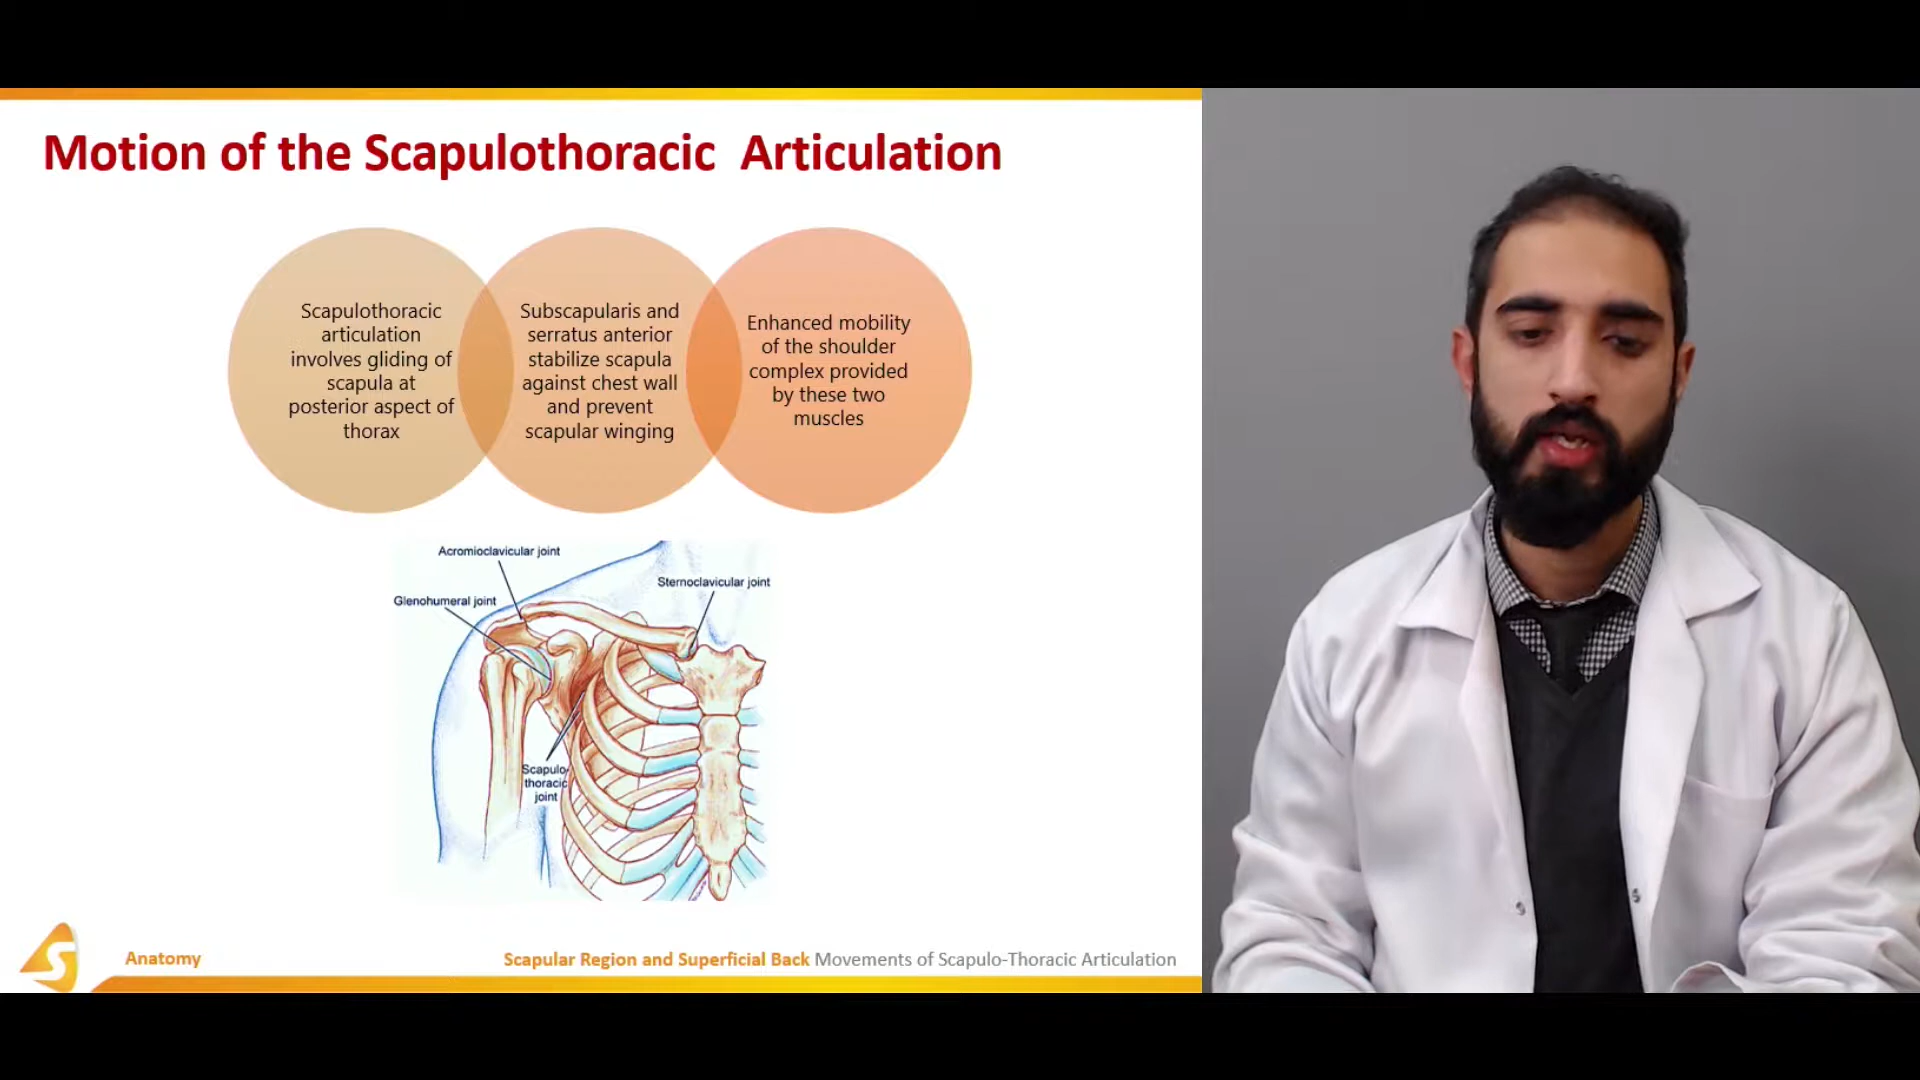 Motion of the Scapulothoracic Articulation
Scapulothoracic
articulation
involves gliding of
scapula at
posterior aspect of
thorax
Subscapularis and
serratus anterior
stabilize scapula
against chest wall
and prevent
scapular winging
Enhanced mobility
of the shoulder
complex provided
by these two
muscles
Acromioclavicular joint
Sternoclavicular joint
Glenohumeral joint
Scapulo-
thoracic
joint
S
Anatomy
Scapular Region and Superficial Back Movements of Scapulo-Thoracic Articulation